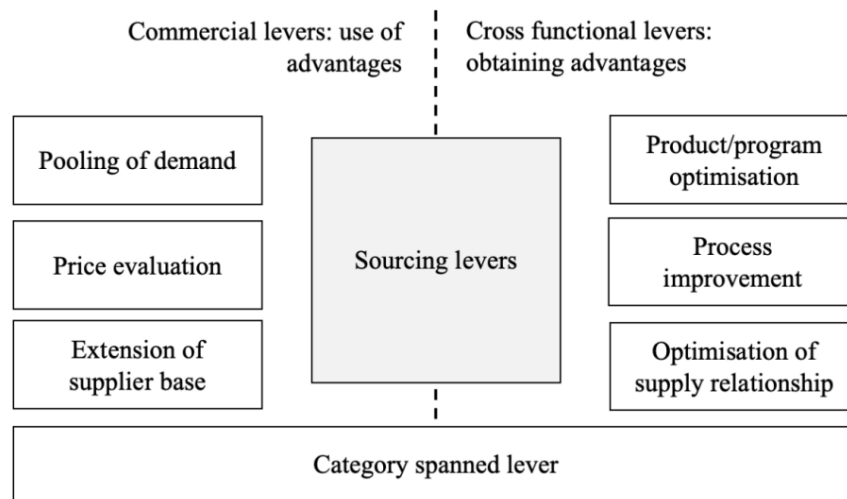 Commercial levers: use of
advantages
Cross functional levers:
obtaining advantages
Pooling of demand
Price evaluation
Extension of
supplier base
Sourcing levers
Product/program
optimisation
Process
improvement
Optimisation of
supply relationship
Category spanned lever